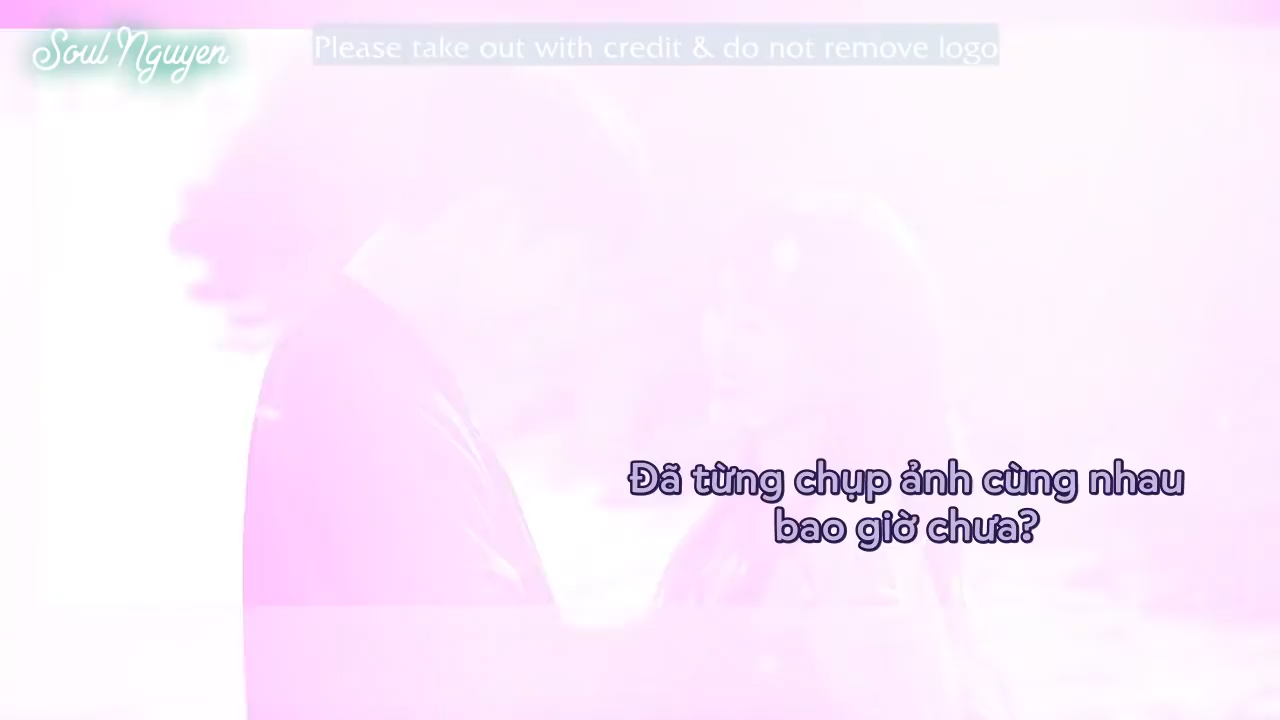 Soul Nguyen
Please take out with credit & do not remove logo
Đã từng chụp ảnh cùng nhau
bao giờ chưa?